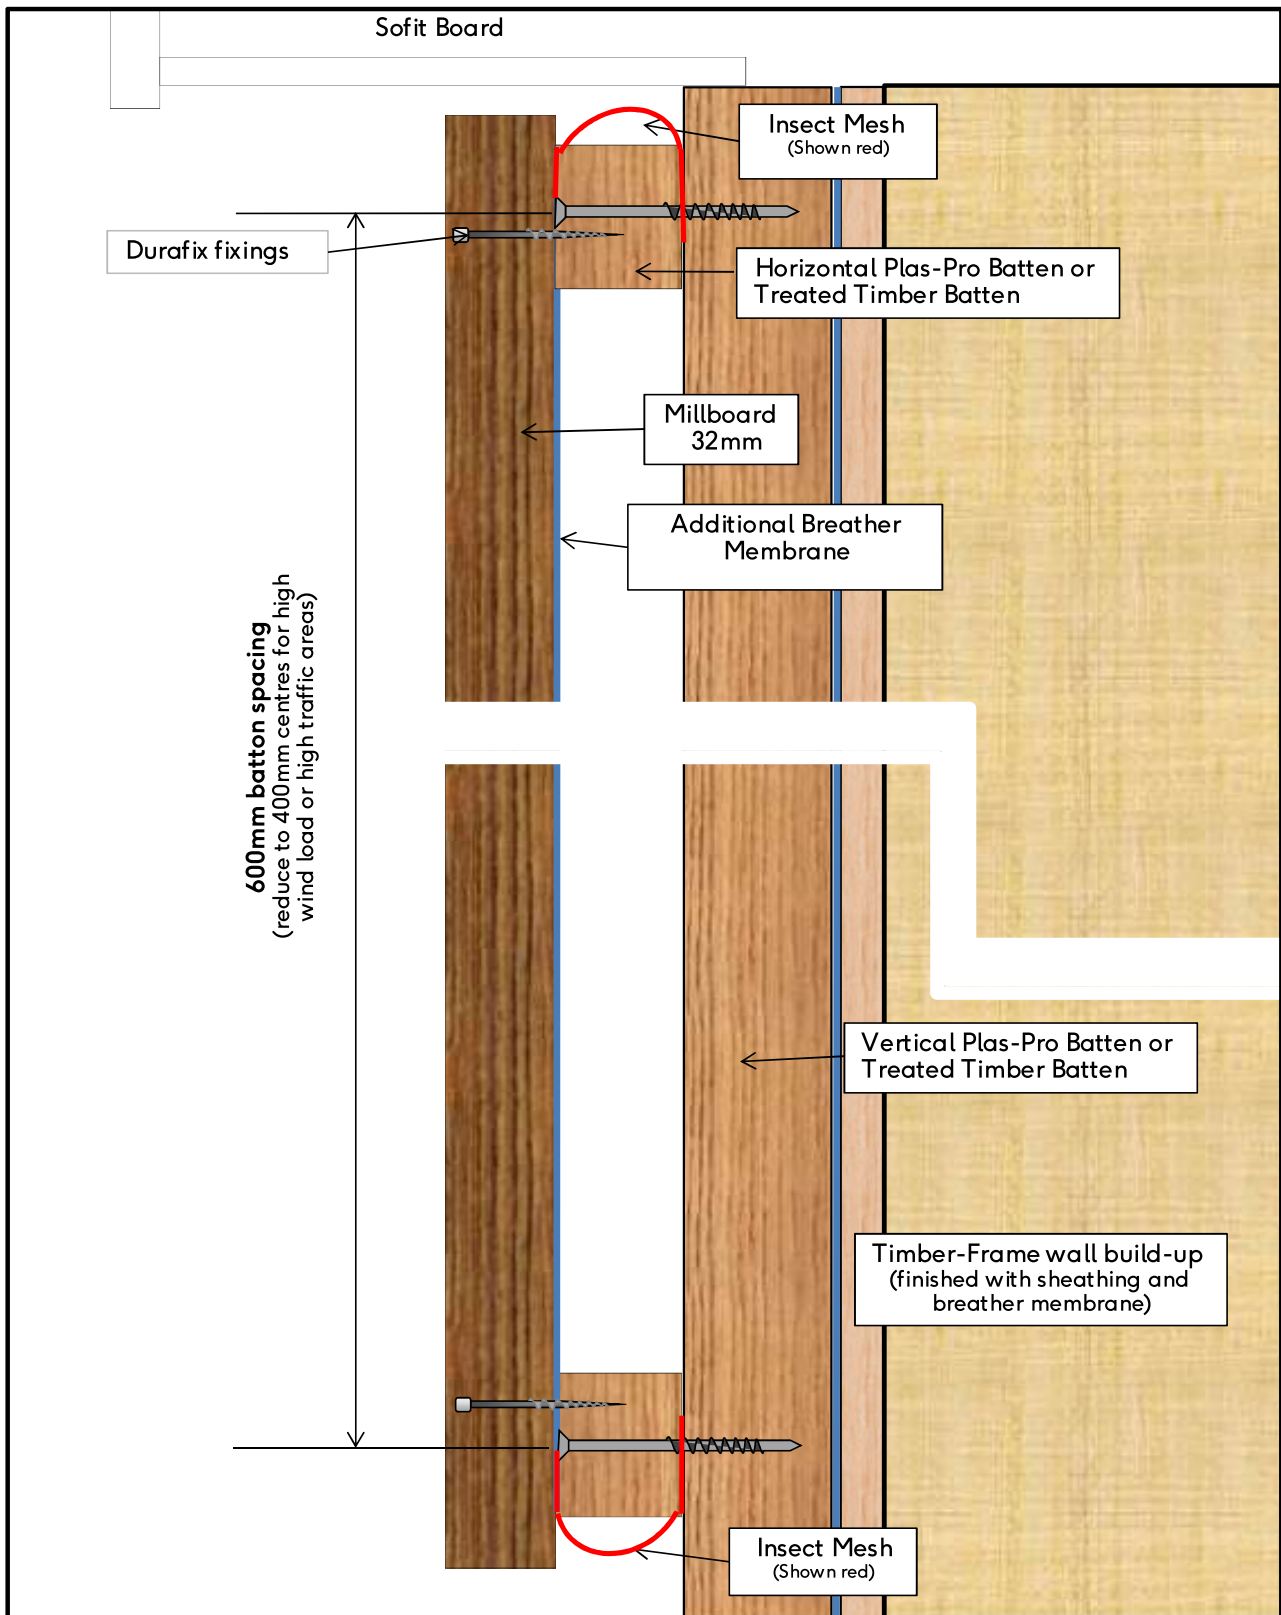 Sofit Board
Insect Mesh
(Shown red)
Durafix fixings
Horizontal Plas-Pro Batten or
Treated Timber Batten
Millboard
32mm
Additional Breather
Membrane
600mm batton spacing
(reduce to 400mm centres for high
wind load or high traffic areas)
Vertical Plas-Pro Batten or
Treated Timber Batten
Timber-Frame wall build-up
(finished with sheathing and
breather membrane)
Insect Mesh
(Shown red)